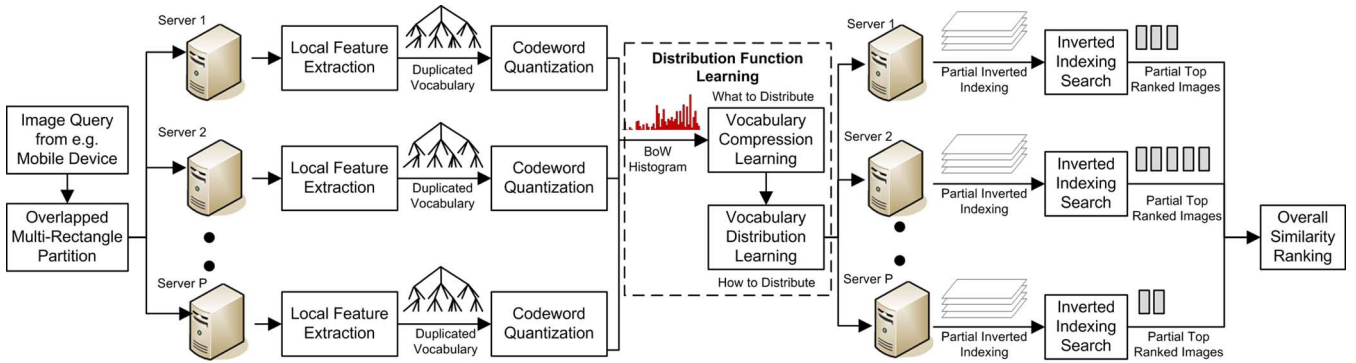 Image Query
from e.g.
Mobile Device
Overlapped
Multi-Rectangle
Partition
Server 1
Local Feature
Extraction
Duplicated
Vocabulary
Codeword
Quantization
Server 2
Local Feature
Extraction
Duplicated
Vocabulary
Codeword
Quantization
Server P
Local Feature
Extraction
Duplicated
Vocabulary
Codeword
Quantization
Distribution Function
Learning
What to Distribute
BoW
Histogram
Vocabulary
Compression
Learning
Vocabulary
Distribution
Learning
How to Distribute
Server 1
Partial Inverted
Indexing
Inverted
Indexing
Search
Partial Top
Ranked Images
Server 2
Partial Inverted
Indexing
Inverted
Indexing
Search
Partial Top
Ranked Images
Server P
Partial Inverted
Indexing
Inverted
Indexing
Search
Partial Top
Ranked Images
Overall
Similarity
Ranking